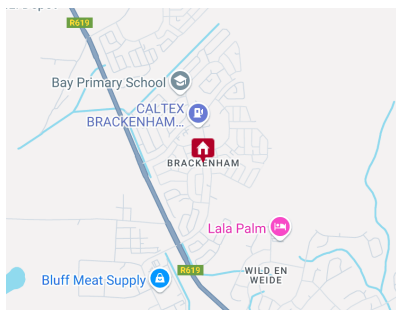 R619
Bay Primary School
CALTEX
BRACKENHAM...
BRACKENHAM
Lala Palm
R619
WILD EN
WEIDE
Bluff Meat Supply